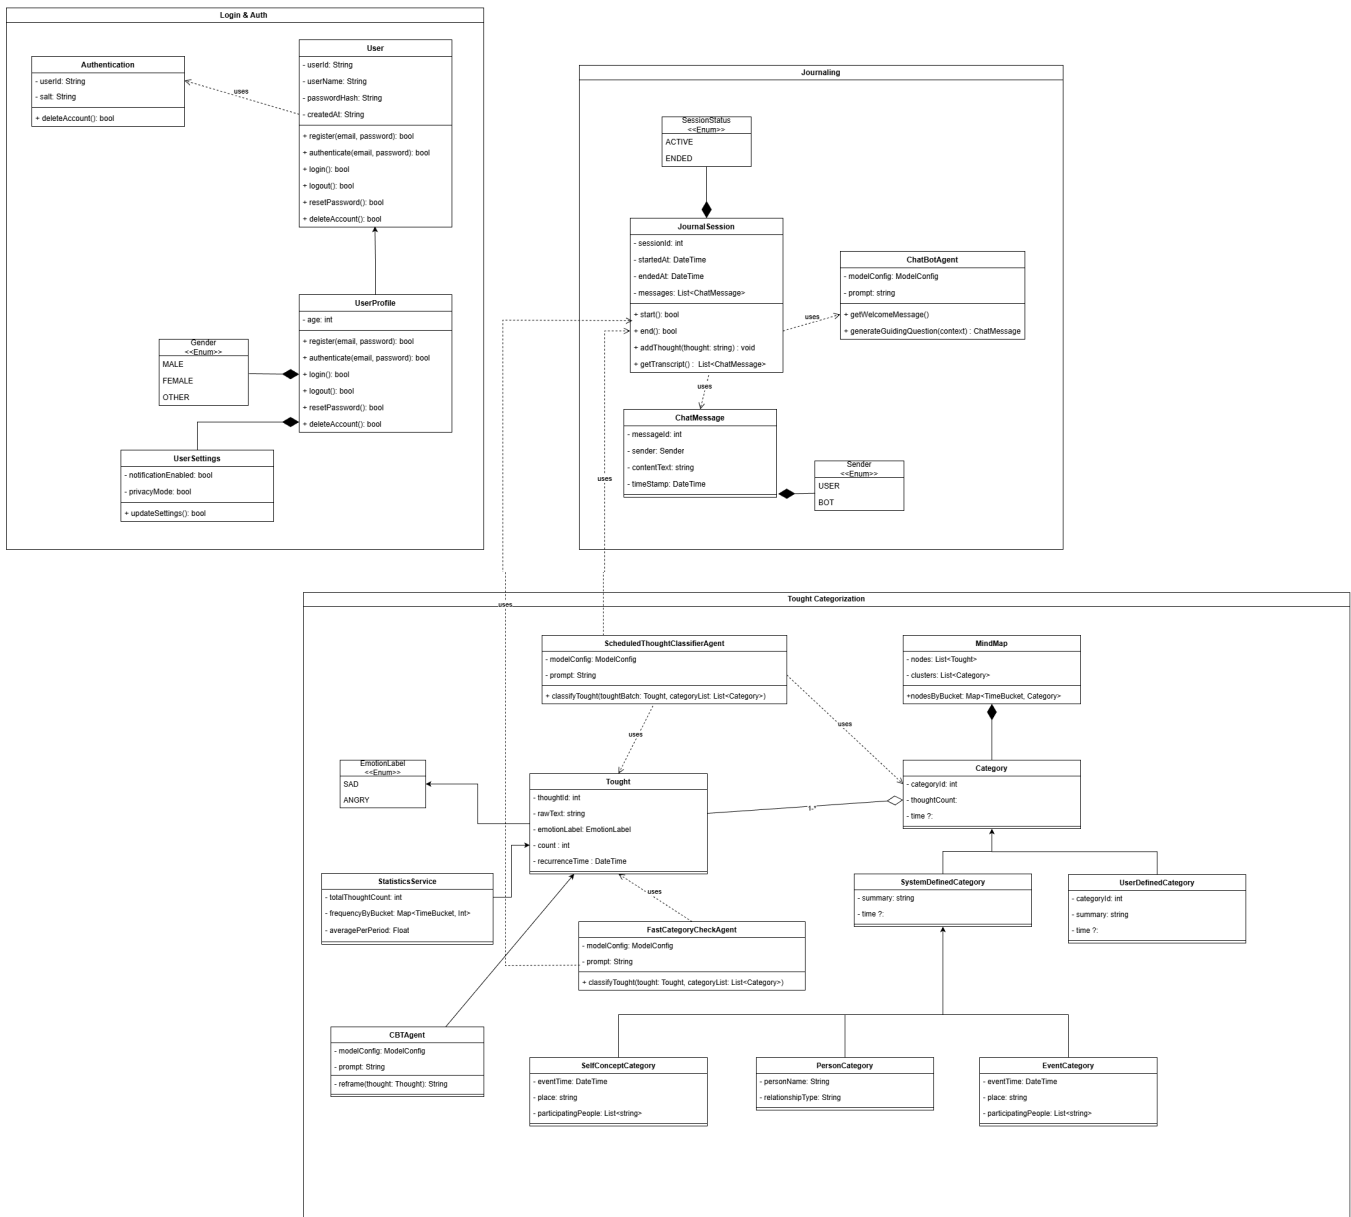 Login & Auth
Authentication
- userId: String
- salt: String
+ deleteAccount(): bool
uses
User
- userId: String
- userName: String
- passwordHash: String
- createdAt: String
+ register(email, password): bool
+ authenticate(email, password): bool
+ login(): bool
+ logout(): bool
+ resetPassword(): bool
+ deleteAccount(): bool
UserProfile
- age: int
+ register(email, password): bool
+ authenticate(email, password): bool
+ login(): bool
+ logout(): bool
+ resetPassword(): bool
+ deleteAccount(): bool
Gender
<<Enum>>
MALE
FEMALE
OTHER
UserSettings
- notificationEnabled: bool
- privacyMode: bool
+ updateSettings(): bool
Journaling
SessionStatus
<<Enum>>
ACTIVE
ENDED
JournalSession
- sessionId: int
- startedAt: DateTime
- endedAt: DateTime
- messages: List<ChatMessage>
+ start(): bool
+ end(): bool
+ addThought(thought: string) : void
+ getTranscript() : List<ChatMessage>
uses
ChatBotAgent
- modelConfig: ModelConfig
- prompt: string
+ getWelcomeMessage()
+ generateGuidingQuestion(context) : ChatMessage
uses
ChatMessage
- messageId: int
- sender: Sender
- contentText: string
- timeStamp: DateTime
Sender
<<Enum>>
USER
BOT
uses
uses
Tought Categorization
ScheduledThoughtClassifierAgent
- modelConfig: ModelConfig
- prompt: String
+ classifyTought(toughtBatch: Tought, categoryList: List<Category>)
MindMap
- nodes: List<Tought>
- clusters: List<Category>
+nodesByBucket: Map<TimeBucket, Category>
uses
uses
EmotionLabel
<<Enum>>
SAD
ANGRY
Tought
- thoughtId: int
- rawText: string
- emotionLabel: EmotionLabel
- count : int
- recurrenceTime : DateTime
1-*
Category
- categoryId: int
- thoughtCount:
- time ?:
StatisticsService
- totalThoughtCount: int
- frequencyByBucket: Map<TimeBucket, Int>
- averagePerPeriod: Float
uses
FastCategoryCheckAgent
- modelConfig: ModelConfig
- prompt: String
+ classifyTought(tought: Tought, categoryList: List<Category>)
SystemDefinedCategory
- summary: string
- time ?:
UserDefinedCategory
- categoryId: int
- summary: string
- time ?:
CBTAgent
- modelConfig: ModelConfig
- prompt: String
- reframe(thought: Thought): String
SelfConceptCategory
- eventTime: DateTime
- place: string
- participatingPeople: List<string>
PersonCategory
- personName: String
- relationshipType: String
EventCategory
- eventTime: DateTime
- place: string
- participatingPeople: List<string>